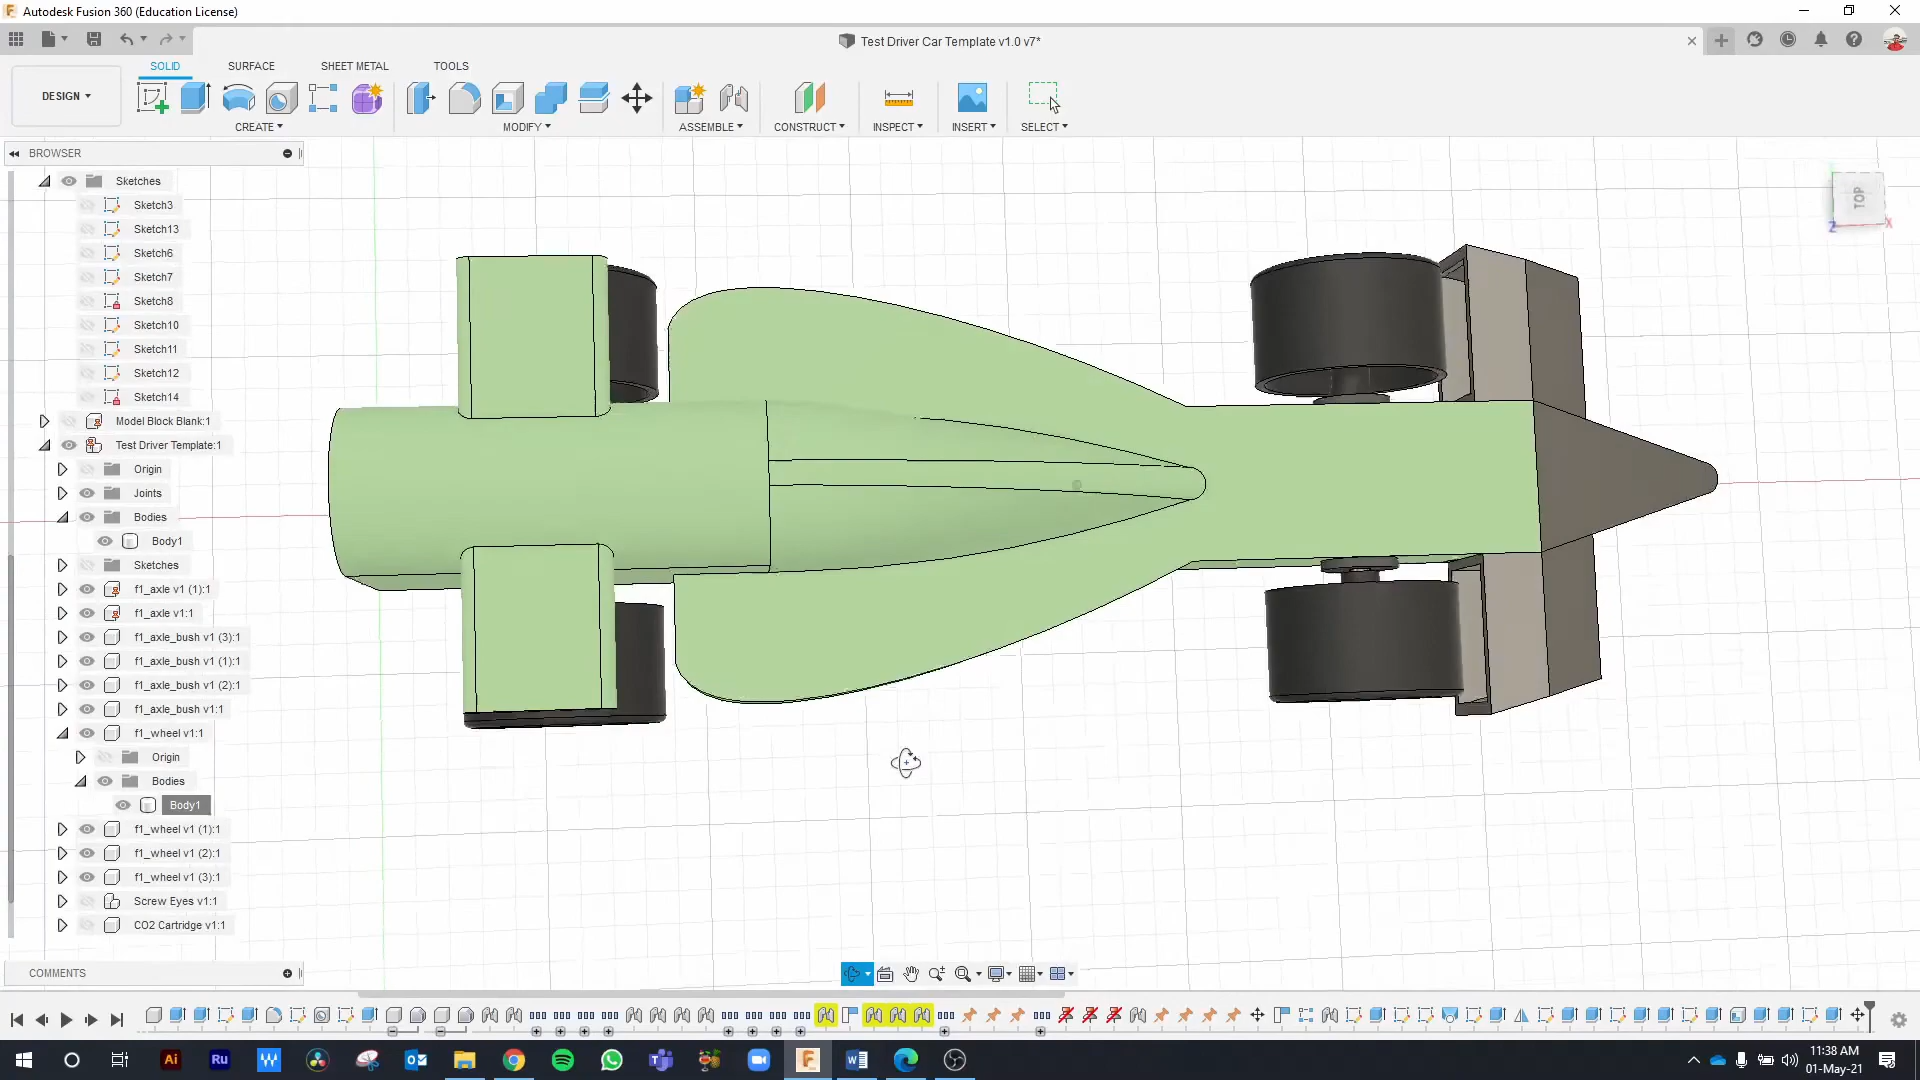 Autodesk Fusion 360 (Education License)
Test Driver Car Template v1.0 v7*
DESIGN
SOLID SURFACE SHEET METAL TOOLS
CREATE MODIFY ASSEMBLE CONSTRUCT INSPECT INSERT SELECT
BROWSER
Sketches
Sketch3
Sketch13
Sketch6
Sketch7
Sketch8
Sketch10
Sketch11
Sketch12
Sketch14
Model Block Blank:1
Test Driver Template:1
Origin
Joints
Bodies
Body1
Sketches
f1_axle v1 (1):1
f1_axle v1:1
f1_axle_bush v1 (3):1
f1_axle_bush v1 (1):1
f1_axle_bush v1 (2):1
f1_axle_bush v1:1
f1_wheel v1:1
Origin
Bodies
Body1
f1_wheel v1 (1):1
f1_wheel v1 (2):1
f1_wheel v1 (3):1
Screw Eyes v1:1
CO2 Cartridge v1:1
COMMENTS
TOP
Z X
Ai Ru
11:38 AM
01-May-21